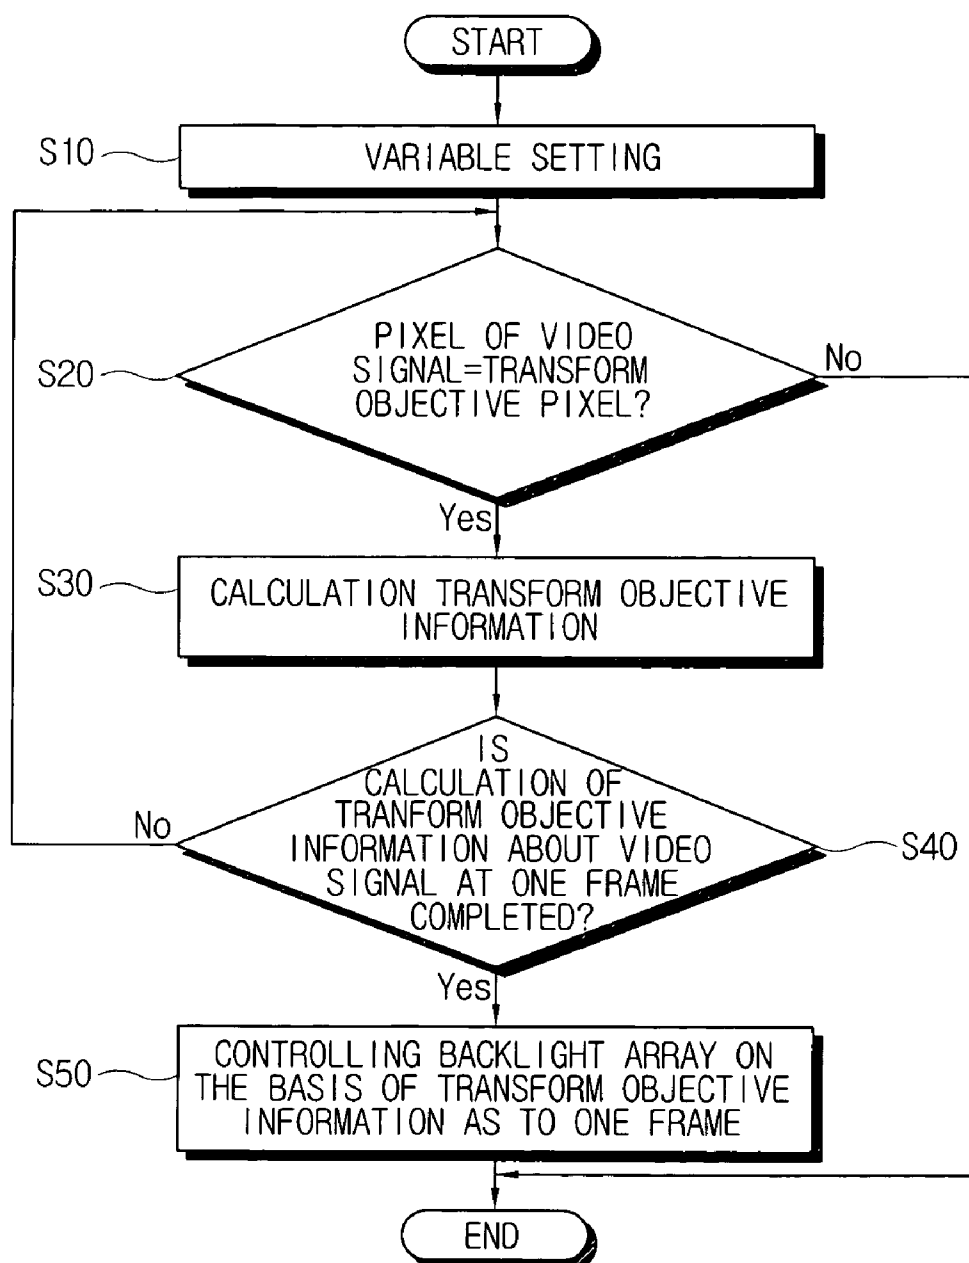 START
S10
VARIABLE SETTING
S20
PIXEL OF VIDEO
SIGNAL=TRANSFORM
OBJECTIVE PIXEL?
No
Yes
S30
CALCULATION TRANSFORM OBJECTIVE
INFORMATION
IS
CALCULATION OF
TRANFORM OBJECTIVE
INFORMATION ABOUT VIDEO
SIGNAL AT ONE FRAME
COMPLETED?
No
S40
Yes
S50
CONTROLLING BACKLIGHT ARRAY ON
THE BASIS OF TRANSFORM OBJECTIVE
INFORMATION AS TO ONE FRAME
END